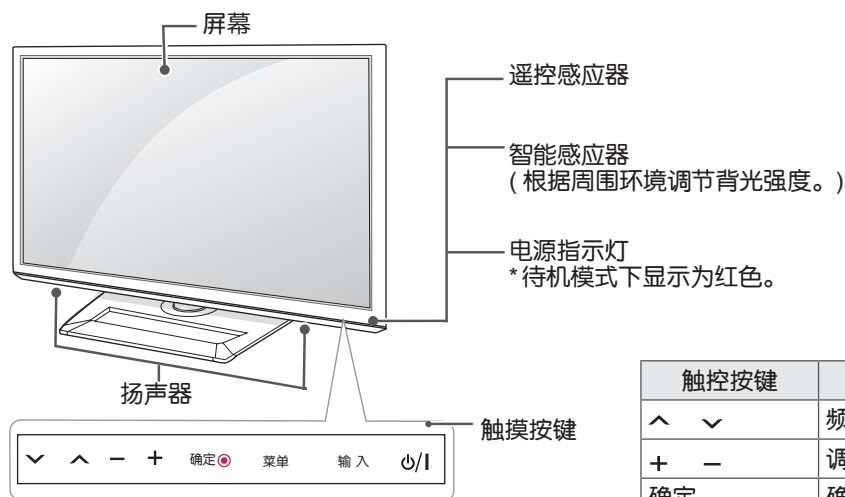 屏幕
遥控感应器
智能感应器
( 根据周围环境调节背光强度。)
电源指示灯
* 待机模式下显示为红色。
扬声器
触摸按键
∨ ∧ − + 确定◉ 菜单 输 入 ⏻/I
触控按键
∧ ∨
+ −
调
确定